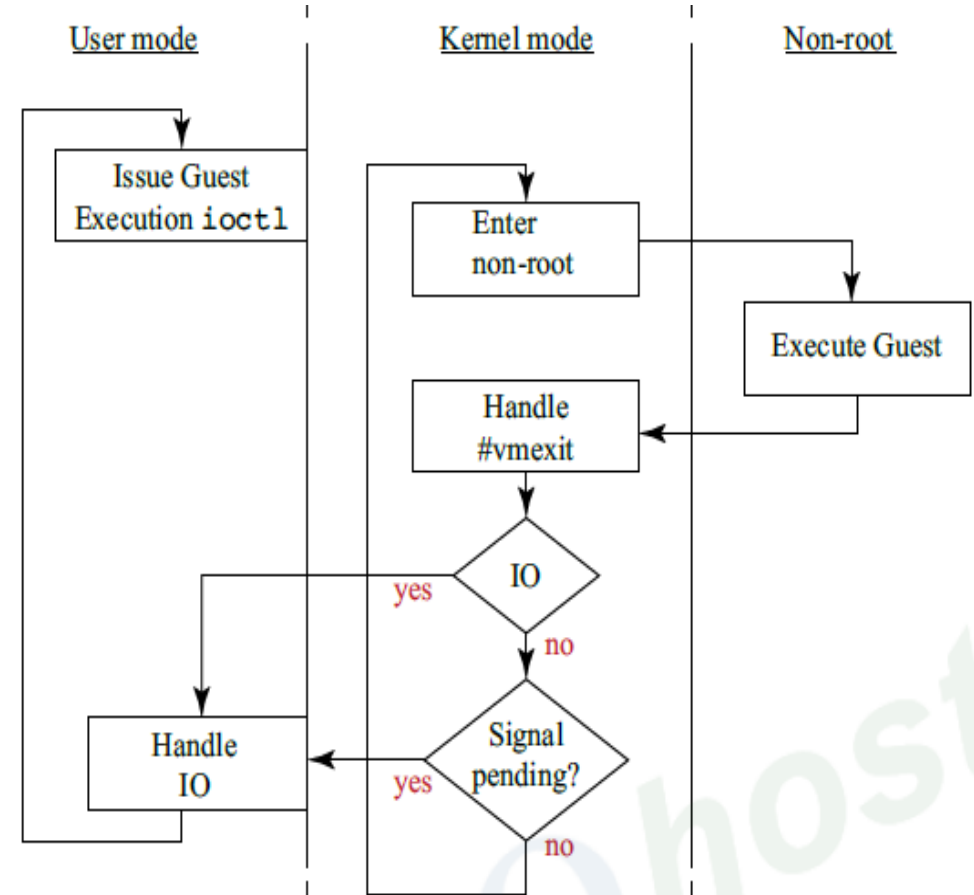 User mode
Kernel mode
Non-root
Issue Guest
Execution ioctl
Enter
non-root
Execute Guest
Handle
#vmexit
IO
yes
no
Handle
IO
Signal
pending?
yes
no
host